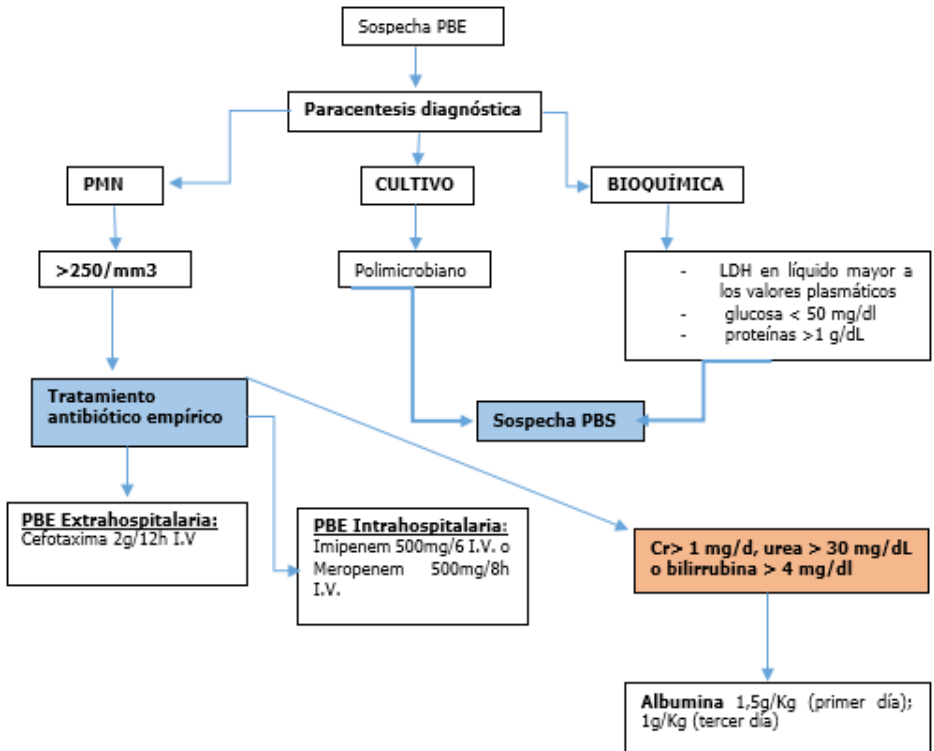 Sospecha PBE
Paracentesis diagnóstica
PMN
CULTIVO
BIOQUÍMICA
>250/mm3
Polimicrobiano
- LDH en líquido mayor a
los valores plasmáticos
- glucosa < 50 mg/dl
- proteínas >1 g/dL
Tratamiento
antibiótico empírico
Sospecha PBS
PBE Extrahospitalaria:
Cefotaxima 2g/12h I.V
PBE Intrahospitalaria:
Imipenem 500mg/6 I.V. o
Meropenem 500mg/8h
I.V.
Cr> 1 mg/d, urea > 30 mg/dL
o bilirrubina > 4 mg/dl
Albumina 1,5g/Kg (primer día);
1g/Kg (tercer día)